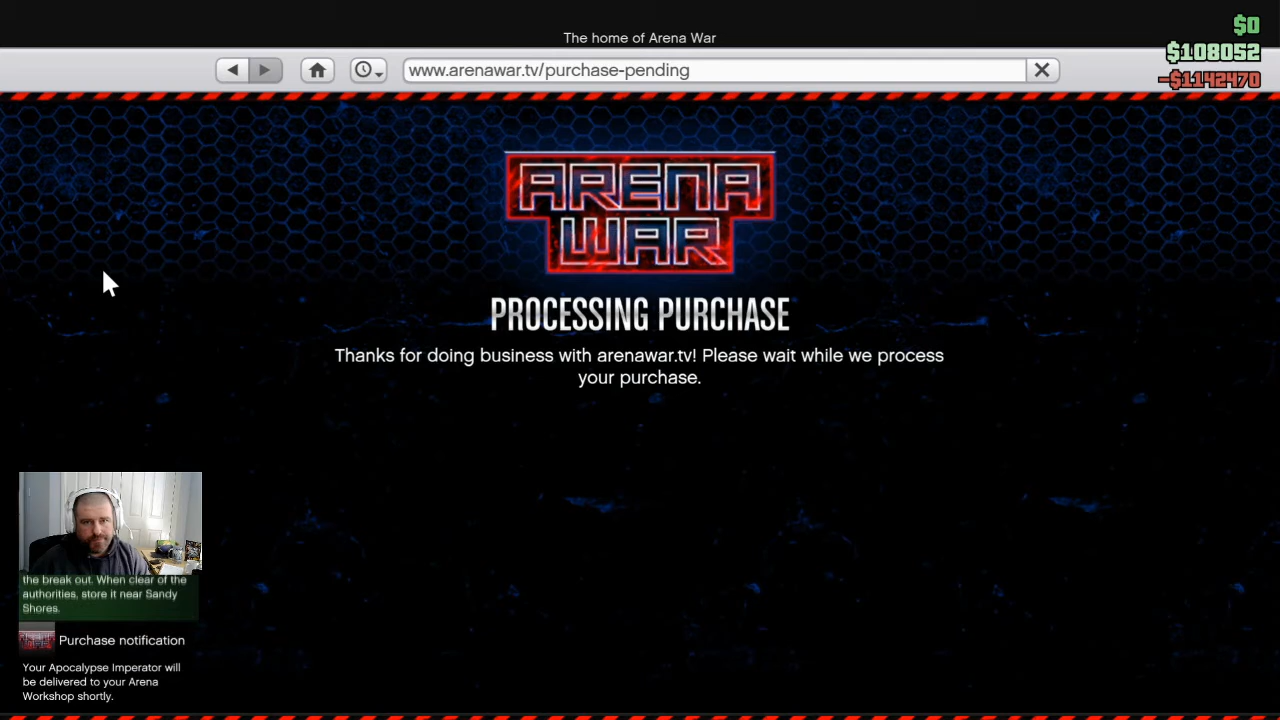 The home of Arena War
$0
$108052
-$1142470
www.arenawar.tv/purchase-pending
ARENA
WAR
PROCESSING PURCHASE
Thanks for doing business with arenawar.tv! Please wait while we process
your purchase.
the break out. When clear of the
authorities, store it near Sandy
Shores.
Purchase notification
Your Apocalypse Imperator will
be delivered to your Arena
Workshop shortly.